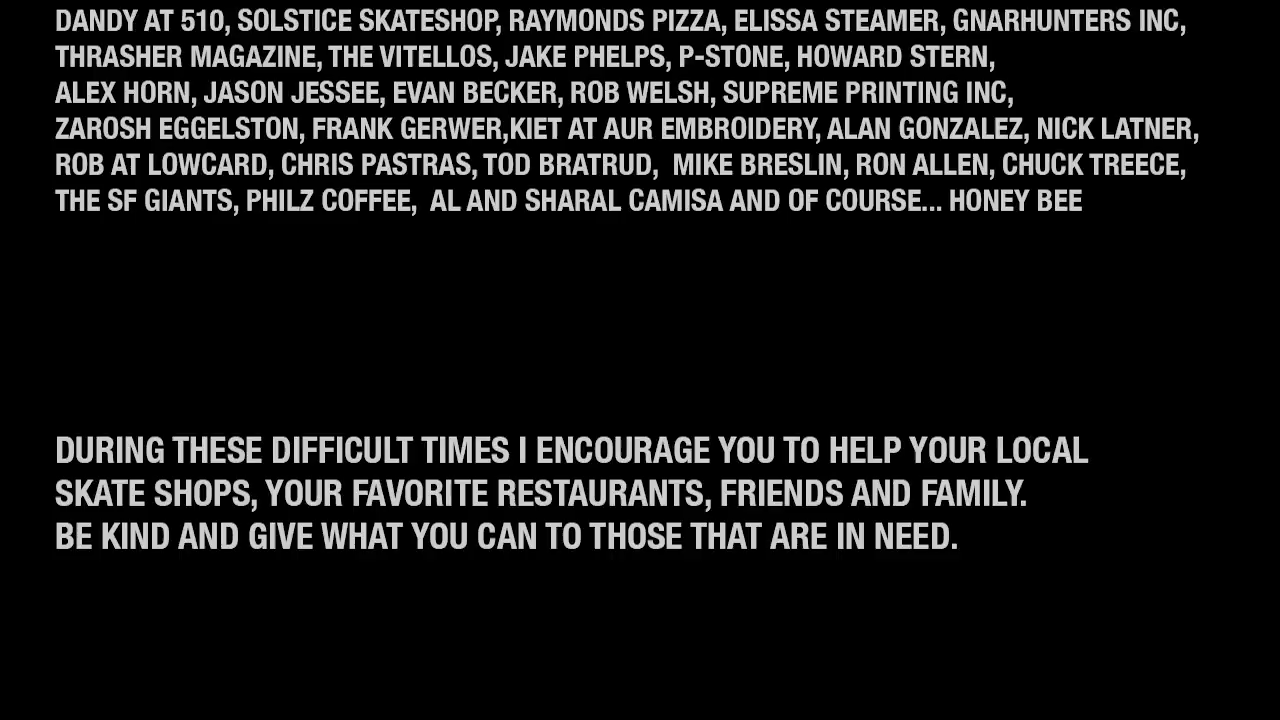 DANDY AT 510, SOLSTICE SKATESHOP, RAYMONDS PIZZA, ELISSA STEAMER, GNARHUNTERS INC,
THRASHER MAGAZINE, THE VITELLOS, JAKE PHELPS, P-STONE, HOWARD STERN,
ALEX HORN, JASON JESSEE, EVAN BECKER, ROB WELSH, SUPREME PRINTING INC,
ZAROSH EGGELSTON, FRANK GERWER,KIET AT AUR EMBROIDERY, ALAN GONZALEZ, NICK LATNER,
ROB AT LOWCARD, CHRIS PASTRAS, TOD BRATRUD,  MIKE BRESLIN, RON ALLEN, CHUCK TREECE,
THE SF GIANTS, PHILZ COFFEE,  AL AND SHARAL CAMISA AND OF COURSE... HONEY BEE
DURING THESE DIFFICULT TIMES I ENCOURAGE YOU TO HELP YOUR LOCAL
SKATE SHOPS, YOUR FAVORITE RESTAURANTS, FRIENDS AND FAMILY.
BE KIND AND GIVE WHAT YOU CAN TO THOSE THAT ARE IN NEED.